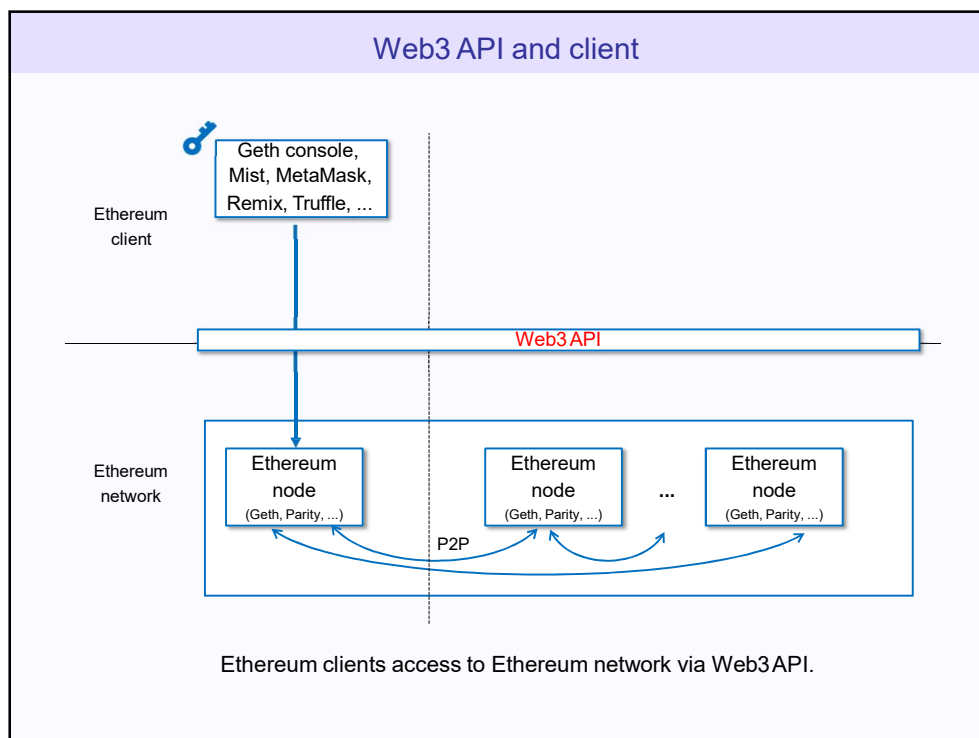 Web3 API and client
Geth console,
Mist, MetaMask,
Remix, Truffle, ...
Ethereum
client
Web3 API
Ethereum
network
Ethereum
node
(Geth, Parity, ...)
Ethereum
node
(Geth, Parity, ...)
...
Ethereum
node
(Geth, Parity, ...)
P2P
Ethereum clients access to Ethereum network via Web3 API.